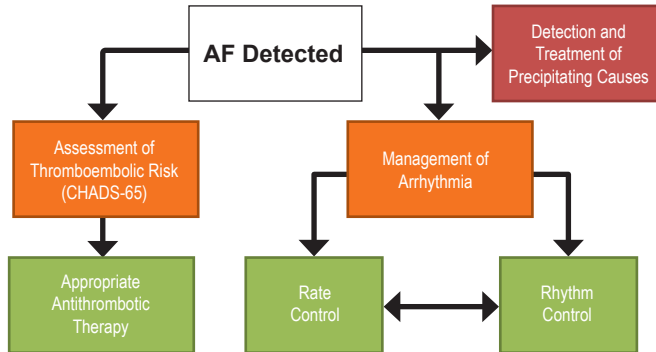 AF Detected
Detection and
Treatment of
Precipitating Causes
Assessment of
Thromboembolic Risk
(CHADS-65)
Management of
Arrhythmia
Appropriate
Antithrombotic
Therapy
Rate
Control
Rhythm
Control